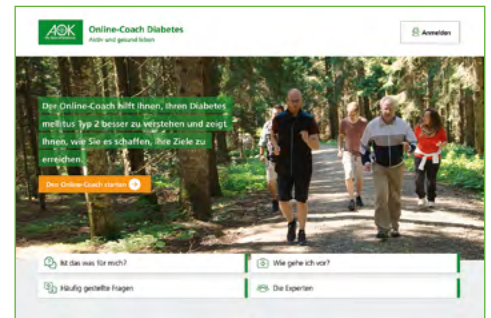 AOK
Online-Coach Diabetes
Aktiv und gesund leben
Anmelden
Der Online-Coach hilft Ihnen, Ihren Diabetes
mellitus Typ 2 besser zu verstehen und zeigt
Ihnen, wie Sie es schaffen, Ihre Ziele zu
erreichen.
Den Online-Coach starten
Ist das was für mich?
Wie gehe ich vor?
Häufig gestellte Fragen
Die Experten